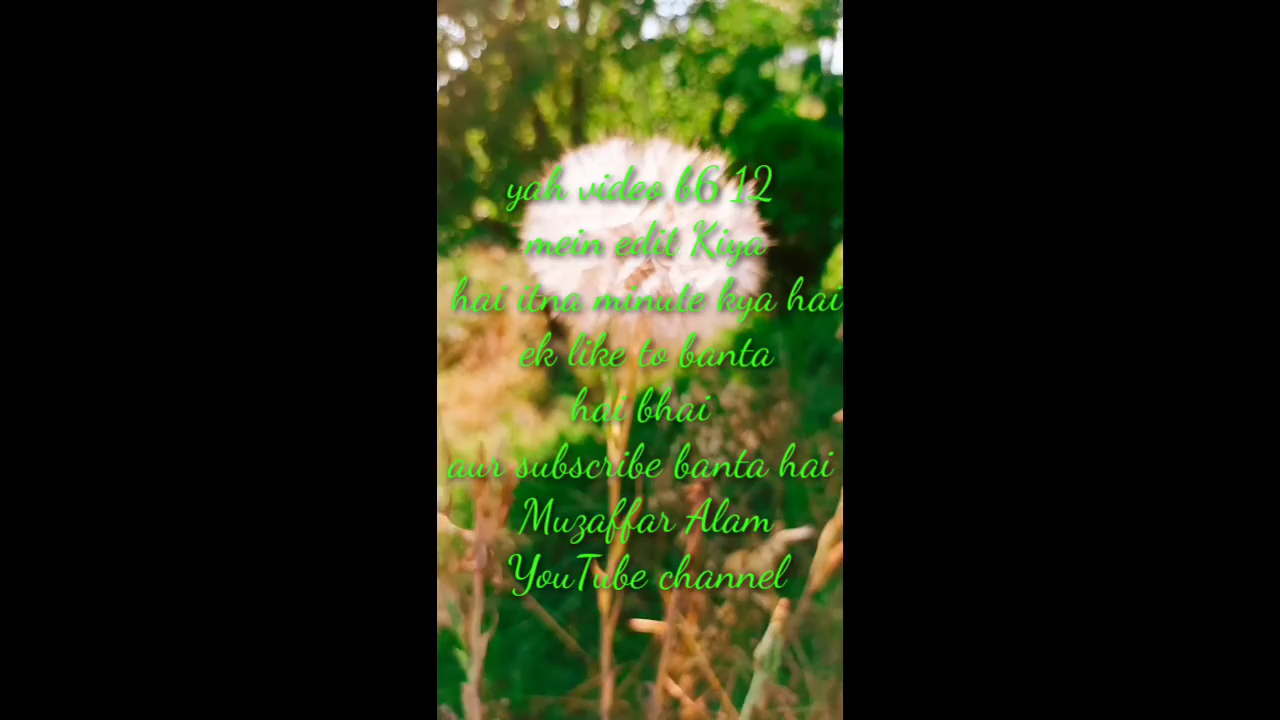 yah video b6 12
mein edit Kiya
hai itna minute kya hai
ek like to banta
hai bhai
aur subscribe banta hai
Muzaffar Alam
YouTube channel